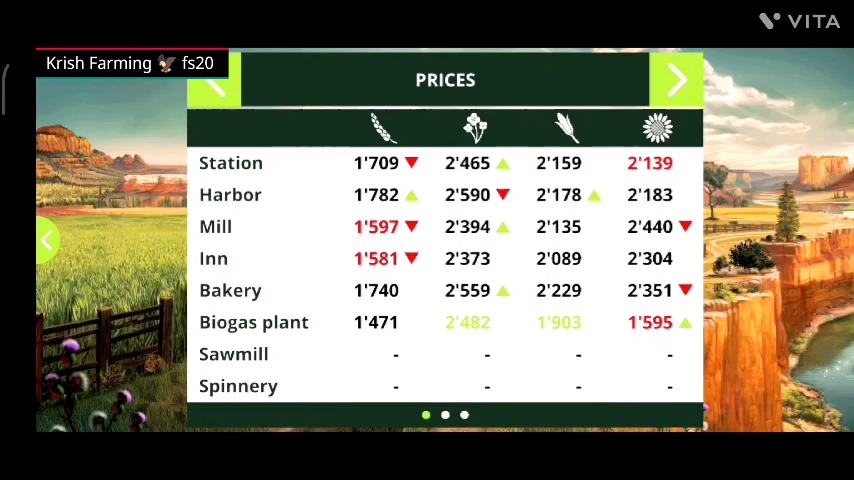 VITA
Krish Farming 🦅 fs20
PRICES
Station 1'709 2'465 2'159 2'139
Harbor 1'782 2'590 2'178 2'183
Mill 1'597 2'394 2'135 2'440
Inn 1'581 2'373 2'089 2'304
Bakery 1'740 2'559 2'229 2'351
Biogas plant 1'471 2'482 1'903 1'595
Sawmill - - - -
Spinnery - - - -